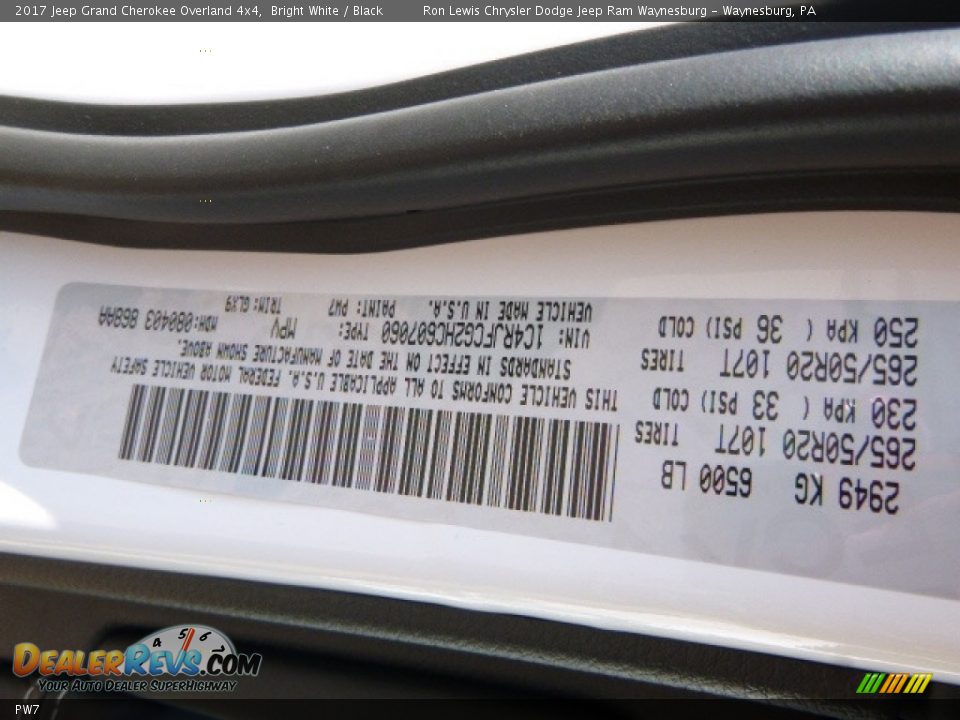 2017 Jeep Grand Cherokee Overland 4x4, Bright White / Black Ron Lewis Chrysler Dodge Jeep Ram Waynesburg - Waynesburg, PA
2949 KG 6500 LB
265/50R20 107T TIRES
230 KPA ( 33 PSI) COLD
265/50R20 107T TIRES
250 KPA ( 36 PSI) COLD
THIS VEHICLE CONFORMS TO ALL APPLICABLE U.S.A. FEDERAL MOTOR VEHICLE SAFETY
STANDARDS IN EFFECT ON THE DATE OF MANUFACTURE SHOWN ABOVE.
VIN: 1C4RJFCG2HC607060 TYPE: MPV MDH:080403 868AA
VEHICLE MADE IN U.S.A. PAINT: PW7 TRIM:GLX9
4 5 6
DealerRevs.com
Your Auto Dealer SuperHighway
PW7